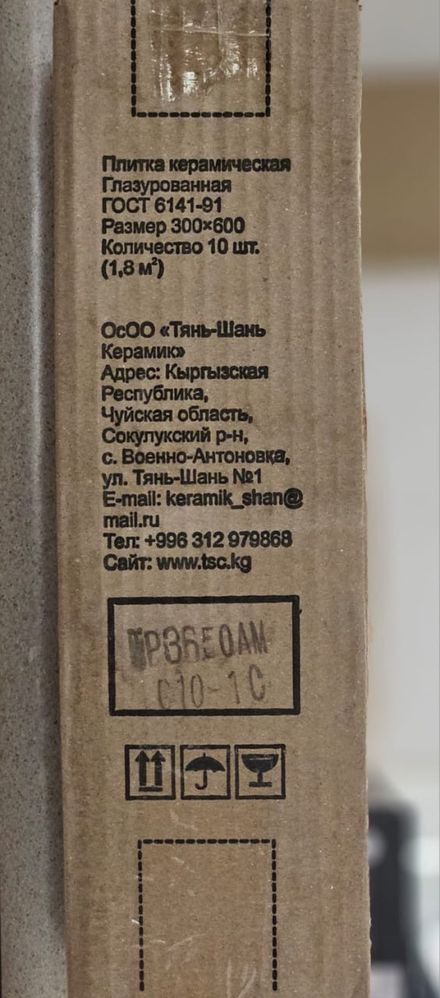 Плитка керамическая
Глазурованная
ГОСТ 6141-91
Размер 300×600
Количество 10 шт.
(1,8 м²)
ОсОО «Тянь-Шань
Керамик»
Адрес: Кыргызская
Республика,
Чуйская область,
Сокулукский р-н,
с. Военно-Антоновка,
ул. Тянь-Шань №1
E-mail: keramik_shan@
mail.ru
Тел: +996 312 979868
Сайт: www.tsc.kg
C10-1C